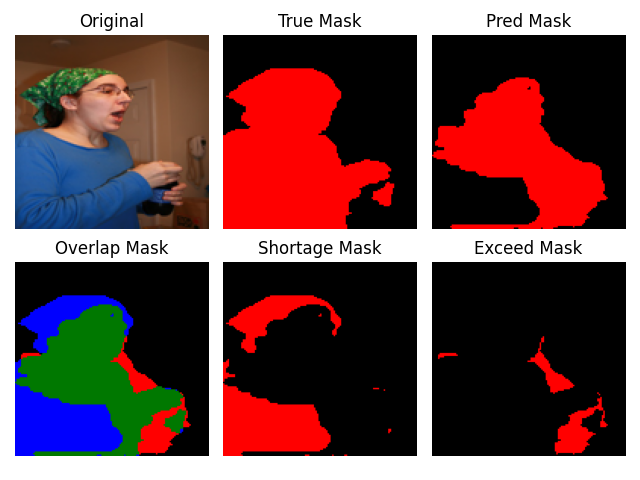 Original
True Mask
Pred Mask
Overlap Mask
Shortage Mask
Exceed Mask